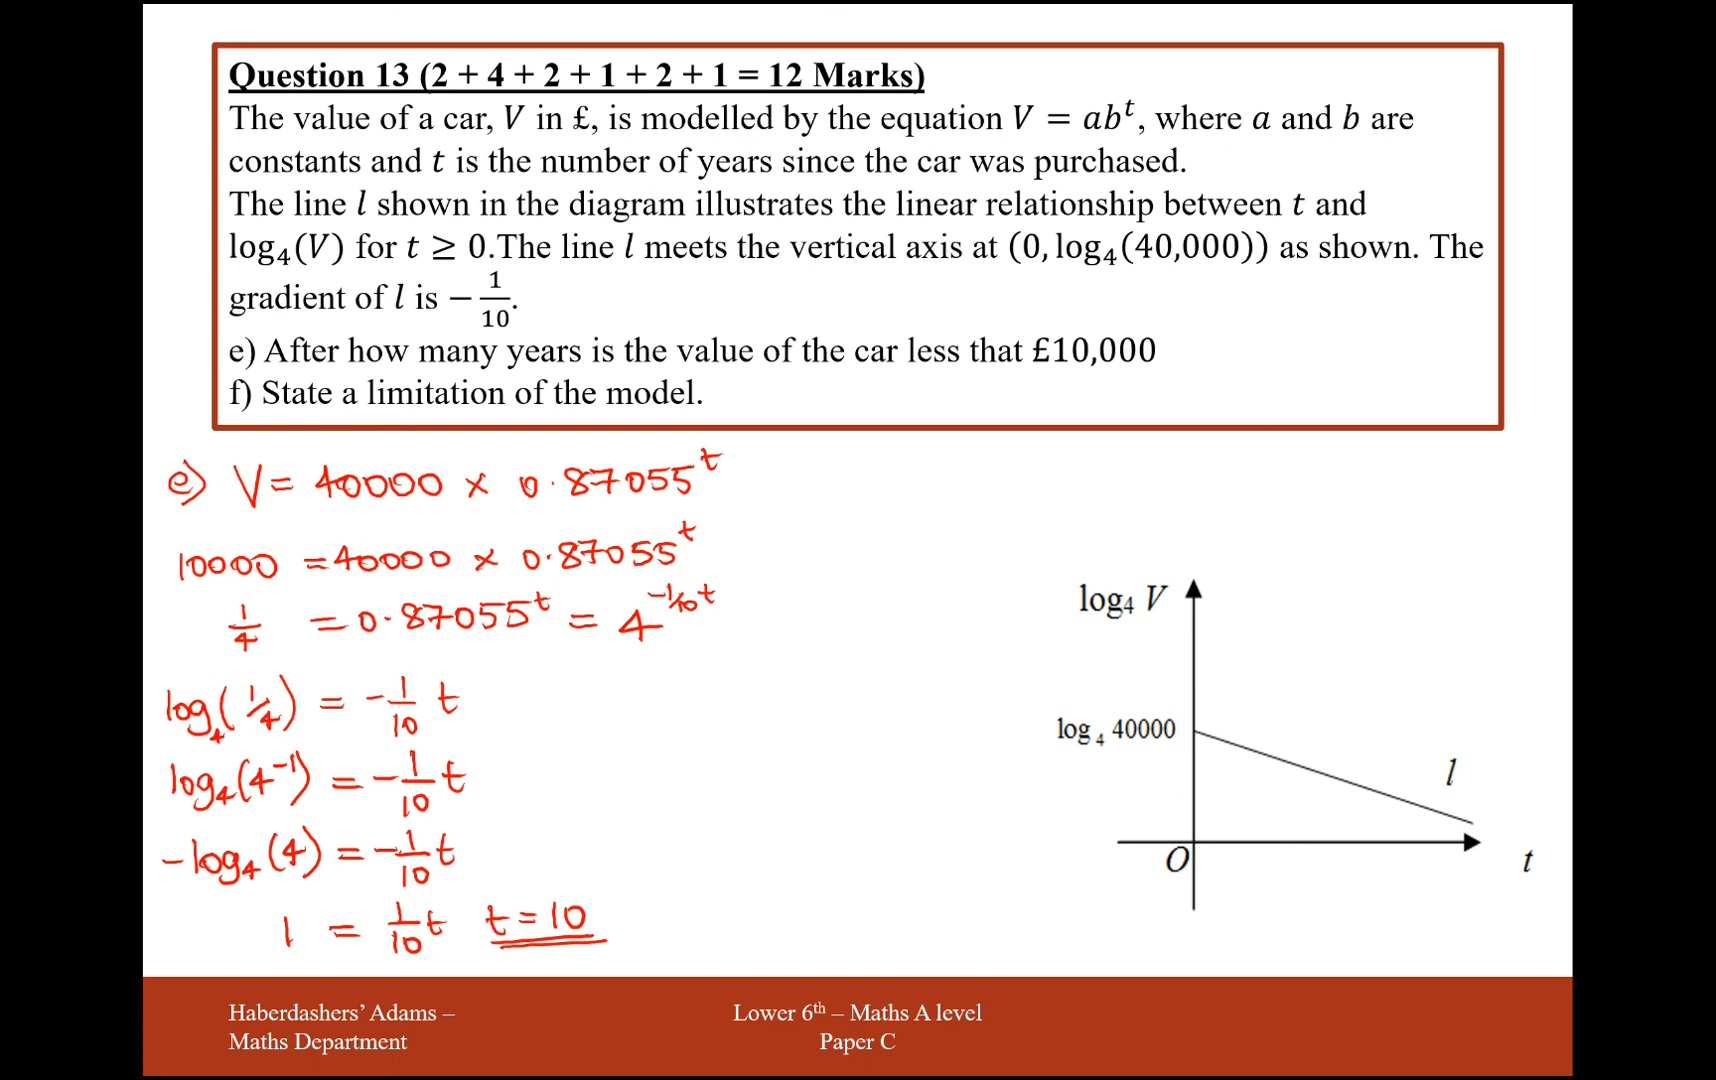 Question 13 (2 + 4 + 2 + 1 + 2 + 1 = 12 Marks)
The value of a car, V in £, is modelled by the equation V = ab^t, where a and b are
constants and t is the number of years since the car was purchased.
The line l shown in the diagram illustrates the linear relationship between t and
log₄(V) for t ≥ 0.The line l meets the vertical axis at (0, log₄(40,000)) as shown. The
gradient of l is −1/10.
e) After how many years is the value of the car less that £10,000
f) State a limitation of the model.
e) V = 40000 × 0.87055^t
10000 = 40000 × 0.87055^t
1/4 = 0.87055^t = 4^(-1/10 t)
log₄(1/4) = -1/10 t
log₄(4^-1) = -1/10 t
-log₄(4) = -1/10 t
1 = 1/10 t t = 10
log₄ V
log ₄ 40000
l
O
t
Haberdashers' Adams –
Maths Department
Lower 6th – Maths A level
Paper C